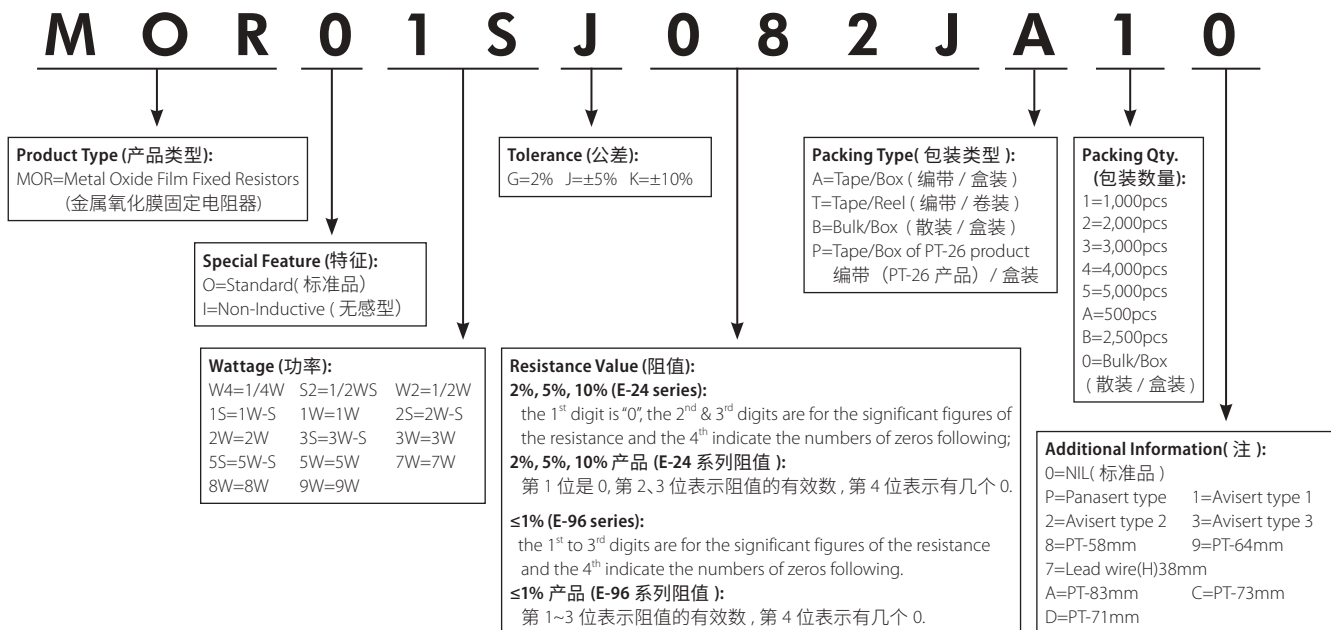 MOR01SJ082JA10
Product Type (产品类型):
MOR=Metal Oxide Film Fixed Resistors
(金属氧化膜固定电阻器)
Special Feature (特征):
O=Standard( 标准品）
I=Non-Inductive ( 无感型）
Wattage (功率):
W4=1/4W S2=1/2WS W2=1/2W
1S=1W-S 1W=1W 2S=2W-S
2W=2W 3S=3W-S 3W=3W
5S=5W-S 5W=5W 7W=7W
8W=8W 9W=9W
Tolerance (公差):
G=2% J=±5% K=±10%
Resistance Value (阻值):
2%, 5%, 10% (E-24 series):
the 1st digit is “0”, the 2nd & 3rd digits are for the significant figures of
the resistance and the 4th indicate the numbers of zeros following;
2%, 5%, 10% 产品 (E-24 系列阻值 ):
第 1 位是 0, 第 2、3 位表示阻值的有效数 , 第 4 位表示有几个 0.
≤1% (E-96 series):
the 1st to 3rd digits are for the significant figures of the resistance
and the 4th indicate the numbers of zeros following.
≤1% 产品 (E-96 系列阻值 ):
第 1~3 位表示阻值的有效数 , 第 4 位表示有几个 0.
Packing Type( 包装类型 ):
A=Tape/Box ( 编带 / 盒装 )
T=Tape/Reel ( 编带 / 卷装 )
B=Bulk/Box ( 散装 / 盒装 )
P=Tape/Box of PT-26 product
编带（PT-26 产品）/ 盒装
Packing Qty.
(包装数量):
1=1,000pcs
2=2,000pcs
3=3,000pcs
4=4,000pcs
5=5,000pcs
A=500pcs
B=2,500pcs
0=Bulk/Box
( 散装 / 盒装 )
Additional Information( 注 ):
0=NIL( 标准品 )
P=Panasert type 1=Avisert type 1
2=Avisert type 2 3=Avisert type 3
8=PT-58mm 9=PT-64mm
7=Lead wire(H)38mm
A=PT-83mm C=PT-73mm
D=PT-71mm